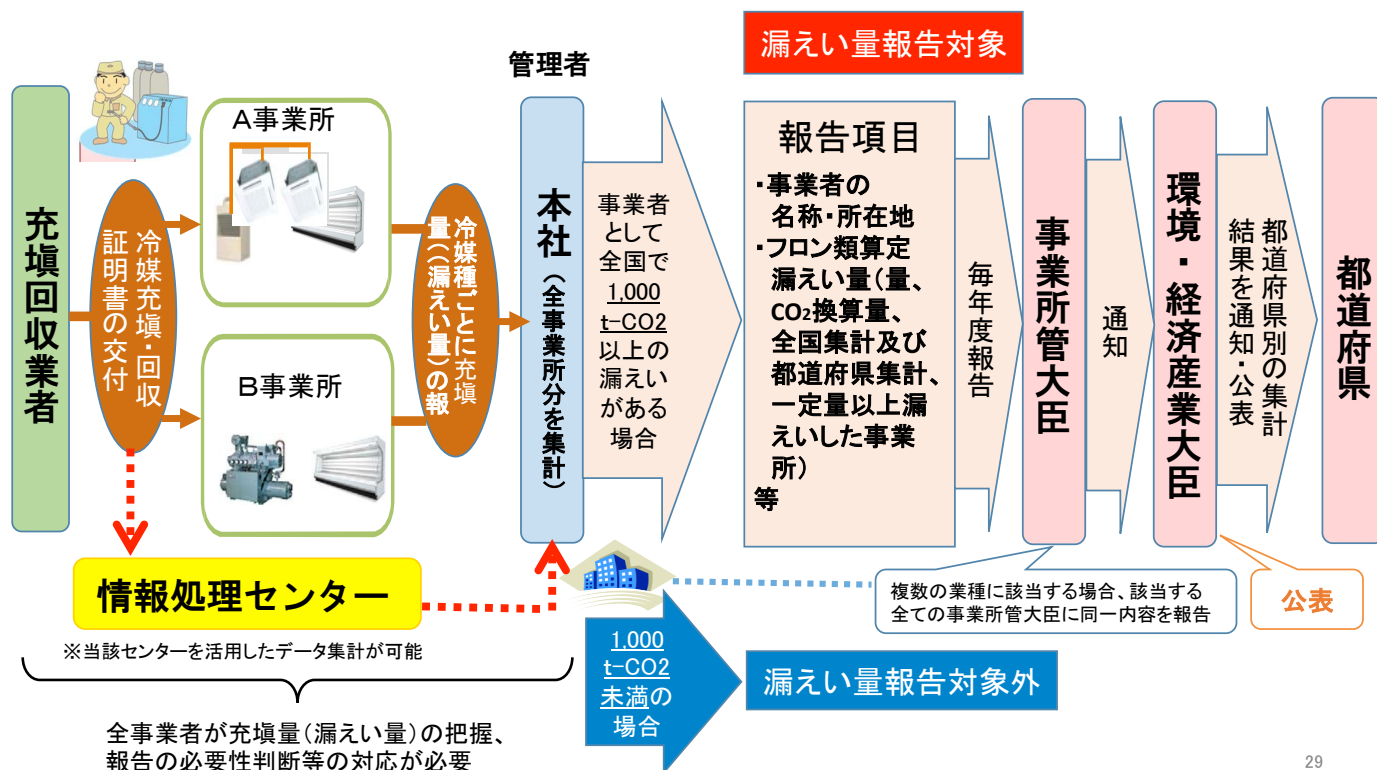 漏えい量報告対象
管理者
充塡回収業者
冷媒充塡・回収
証明書の交付
A事業所
B事業所
冷媒種ごとに充塡
量((漏えい量)の報
本社(全事業所分を集計)
事業者
として
全国で
1,000
t-CO2
以上の
漏えい
がある
場合
報告項目
・事業者の
名称・所在地
・フロン類算定
漏えい量(量、
CO₂換算量、
全国集計及び
都道府県集計、
一定量以上漏
えいした事業
所)
等
毎年度報告
事業所管大臣
通知
環境・経済産業大臣
都道府県別の集計
結果を通知・公表
都道府県
情報処理センター
※当該センターを活用したデータ集計が可能
複数の業種に該当する場合、該当する
全ての事業所管大臣に同一内容を報告
公表
1,000
t-CO2
未満の
場合
漏えい量報告対象外
全事業者が充塡量(漏えい量)の把握、
報告の必要性判断等の対応が必要
29